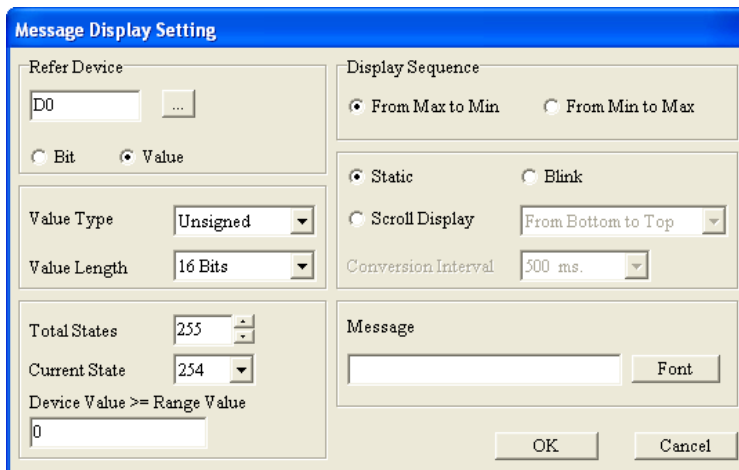 Message Display Setting
Refer Device
D0
...
Bit Value
Value Type Unsigned
Value Length 16 Bits
Total States 255
Current State 254
Device Value >= Range Value
0
Display Sequence
From Max to Min From Min to Max
Static Blink
Scroll Display From Bottom to Top
Conversion Interval 500 ms.
Message
Font
OK Cancel